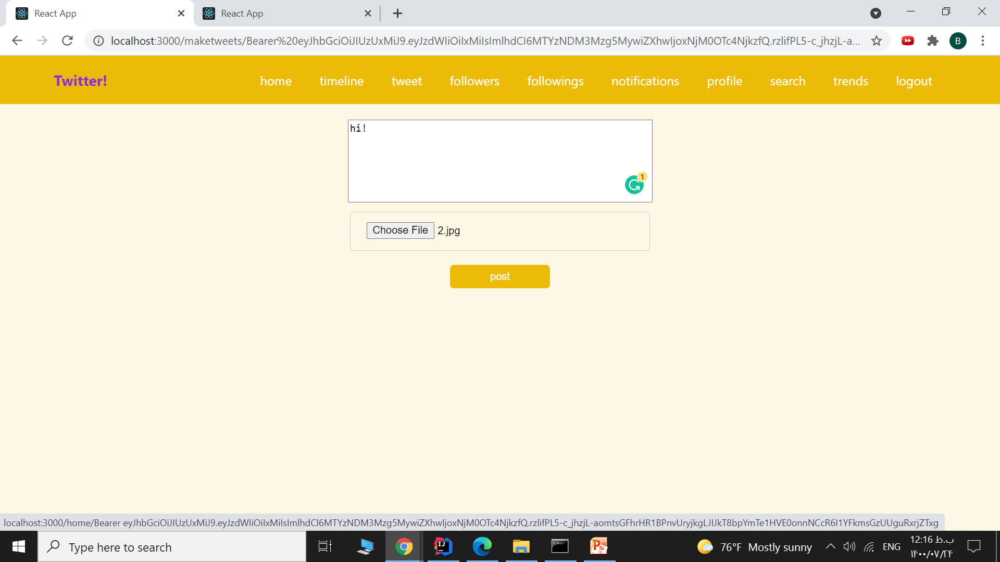 React App
React App
localhost:3000/maketweets/Bearer%20eyJhbGciOiJIUzUxMiJ9.eyJzdWIiOiIxMiIsImlhdCI6MTYzNDM3Mzg5MywiZXhwIjoxNjM0OTc4NjkzfQ.rzlifPL5-c_jhzjL-a...
B
Twitter!
home timeline tweet followers followings notifications profile search trends logout
hi!
1
Choose File 2.jpg
post
localhost:3000/home/Bearer eyJhbGciOiJIUzUxMiJ9.eyJzdWIiOiIxMiIsImlhdCI6MTYzNDM3Mzg5MywiZXhwIjoxNjM0OTc4NjkzfQ.rzlifPL5-c_jhzjL-aomtsGFhrHR1BPnvUryjkgLJIJkT8bpYmTe1HVE0onnNCcR6I1YFkmsGzUUguRxrjZTxg
Type here to search
76°F Mostly sunny
ENG
12:16 ب.ظ
۱۴۰۰/۰۷/۲۴